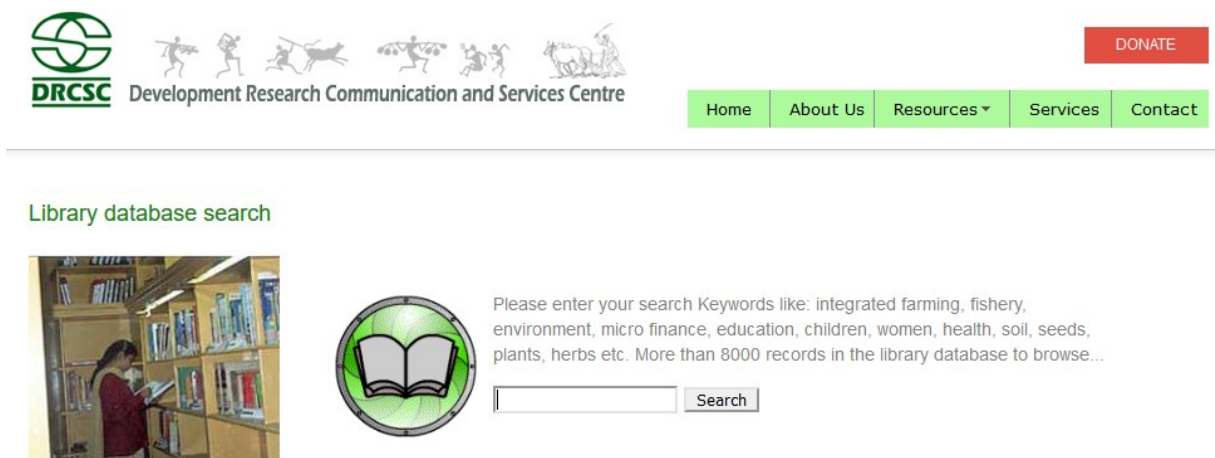 DONATE
DRCSC
Development Research Communication and Services Centre
Home About Us Resources Services Contact
Library database search
Please enter your search Keywords like: integrated farming, fishery,
environment, micro finance, education, children, women, health, soil, seeds,
plants, herbs etc. More than 8000 records in the library database to browse...
Search